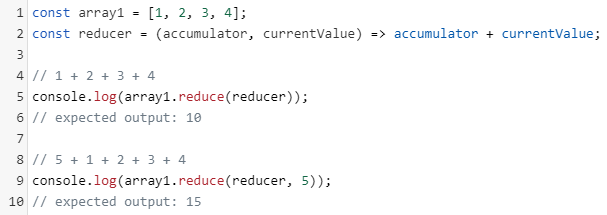 1 const array1 = [1, 2, 3, 4];
2 const reducer = (accumulator, currentValue) => accumulator + currentValue;
3
4 // 1 + 2 + 3 + 4
5 console.log(array1.reduce(reducer));
6 // expected output: 10
7
8 // 5 + 1 + 2 + 3 + 4
9 console.log(array1.reduce(reducer, 5));
10 // expected output: 15